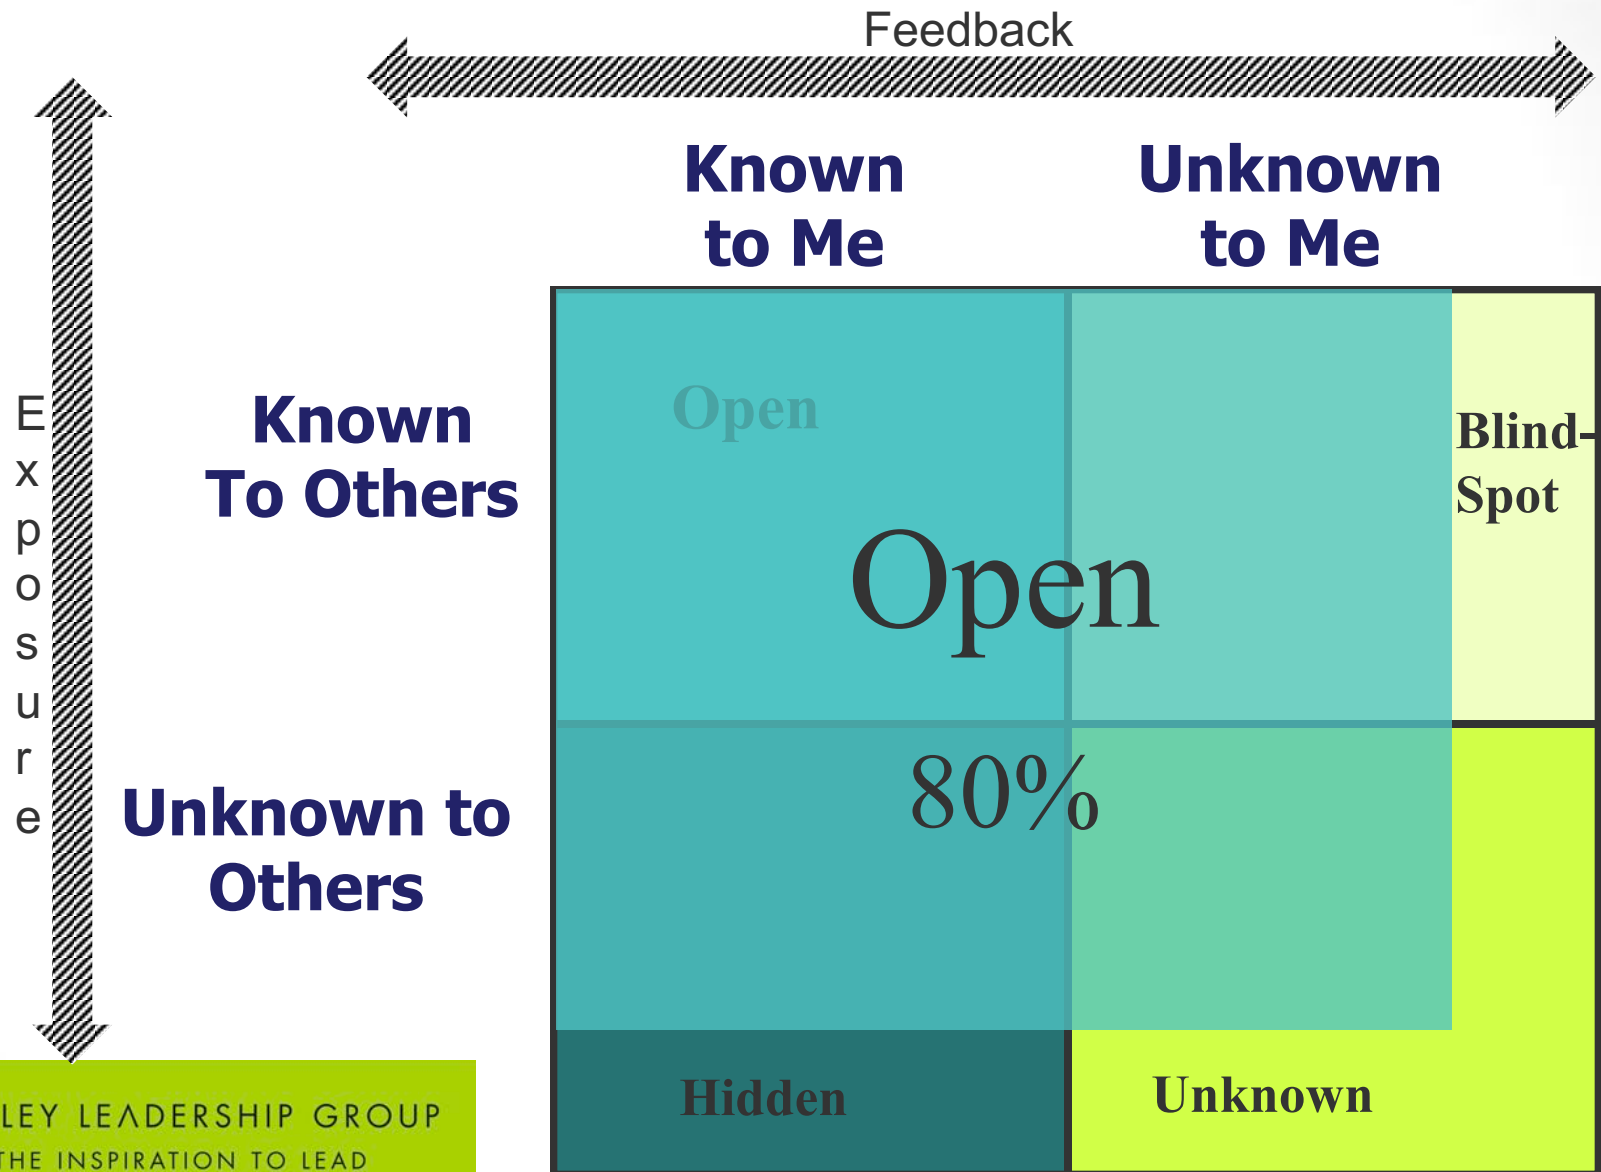 Feedback
Known
to Me
Unknown
to Me
Exposure
Known
To Others
Open
Blind-
Spot
Open
80%
Unknown to
Others
Hidden
Unknown
LEY LEADERSHIP GROUP
THE INSPIRATION TO LEAD